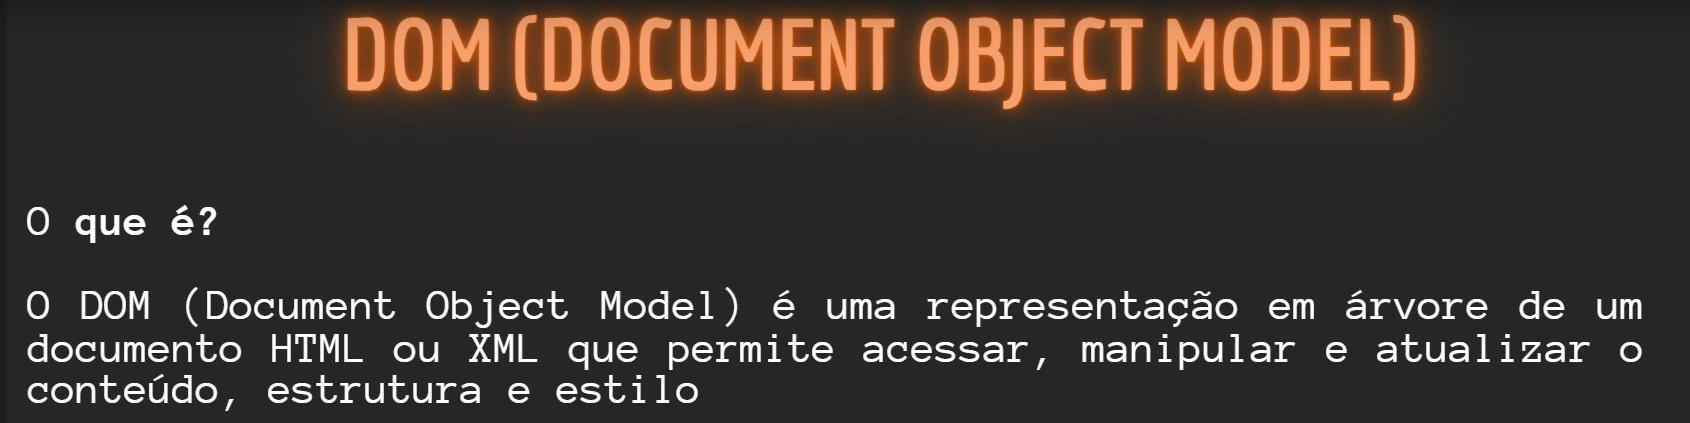 DOM (DOCUMENT OBJECT MODEL)
O que é?
O DOM (Document Object Model) é uma representação em árvore de um
documento HTML ou XML que permite acessar, manipular e atualizar o
conteúdo, estrutura e estilo